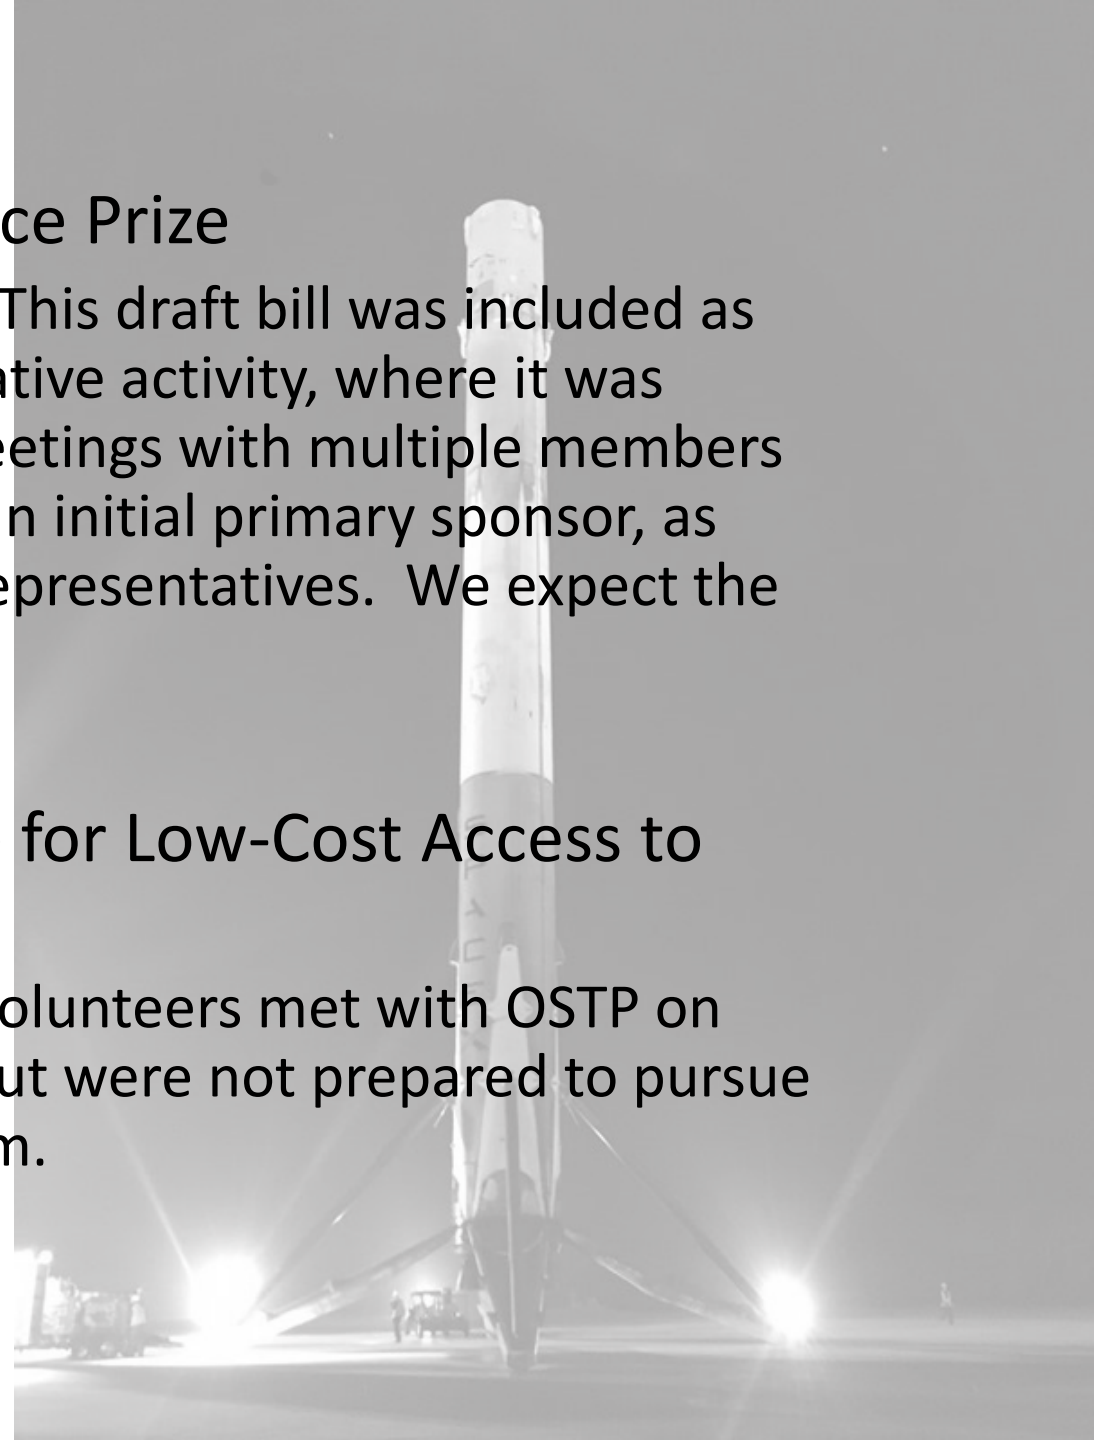 ce Prize
This draft bill was included as
ative activity, where it was
eetings with multiple members
n initial primary sponsor, as
epresentatives.  We expect the
for Low-Cost Access to
olunteers met with OSTP on
ut were not prepared to pursue
m.